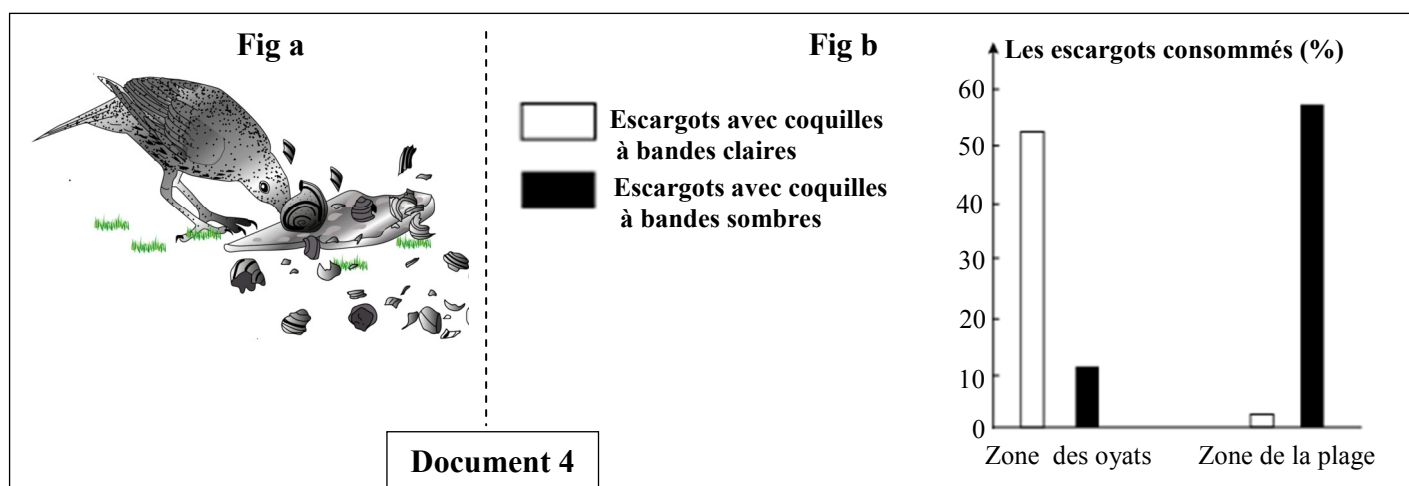 Fig a
Fig b
Escargots avec coquilles
à bandes claires
Escargots avec coquilles
à bandes sombres
Les escargots consommés (%)
60
50
40
30
20
10
0
Zone des oyats
Zone de la plage
Document 4